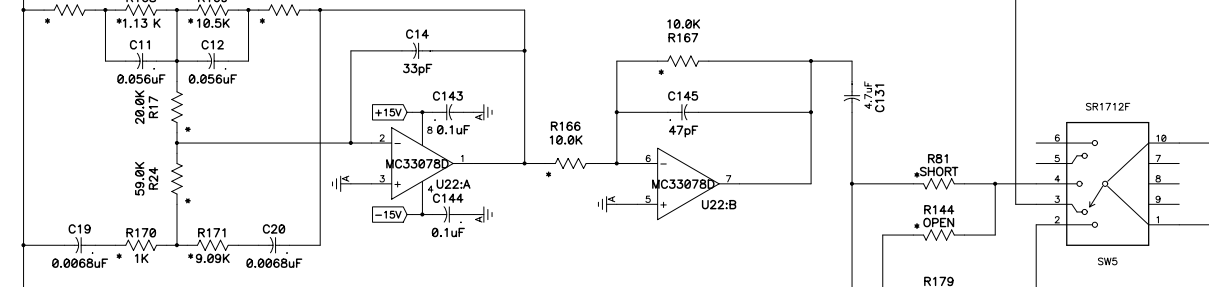 *
*1.13 K
*10.5K
*
C11
0.056uF
C12
0.056uF
C14
33pF
10.0K
R167
*
20.0K
R17
*
+15V
C143
0.1uF
A
8
2
−
MC33078D
1
3
+
A
U22:A
4
−15V
C144
0.1uF
A
R166
10.0K
*
C145
47pF
6
−
MC33078D
7
5
+
A
U22:B
4.7uF
C131
59.0K
R24
*
C19
0.0068uF
R170
* 1K
R171
*9.09K
C20
0.0068uF
R81
*SHORT
R144
*OPEN
R179
SR1712F
6
5
4
3
2
10
7
8
9
1
SW5